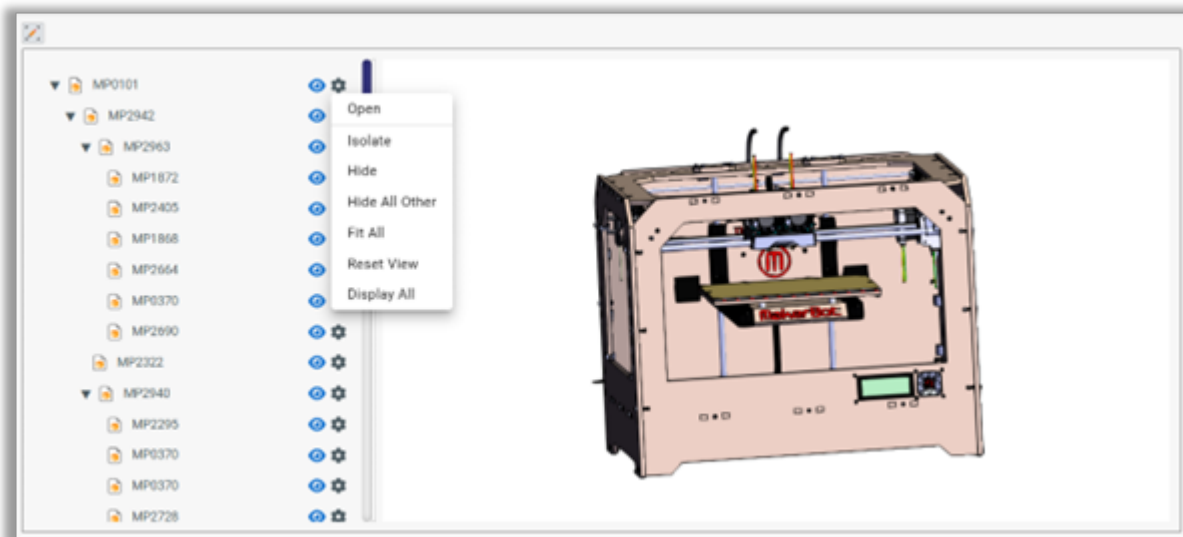 MP0101
MP2942
MP2963
MP1872
MP2405
MP1868
MP2664
MP0370
MP2690
MP2322
MP2940
MP2295
MP0370
MP0370
MP2728
Open
Isolate
Hide
Hide All Other
Fit All
Reset View
Display All
MakerBot